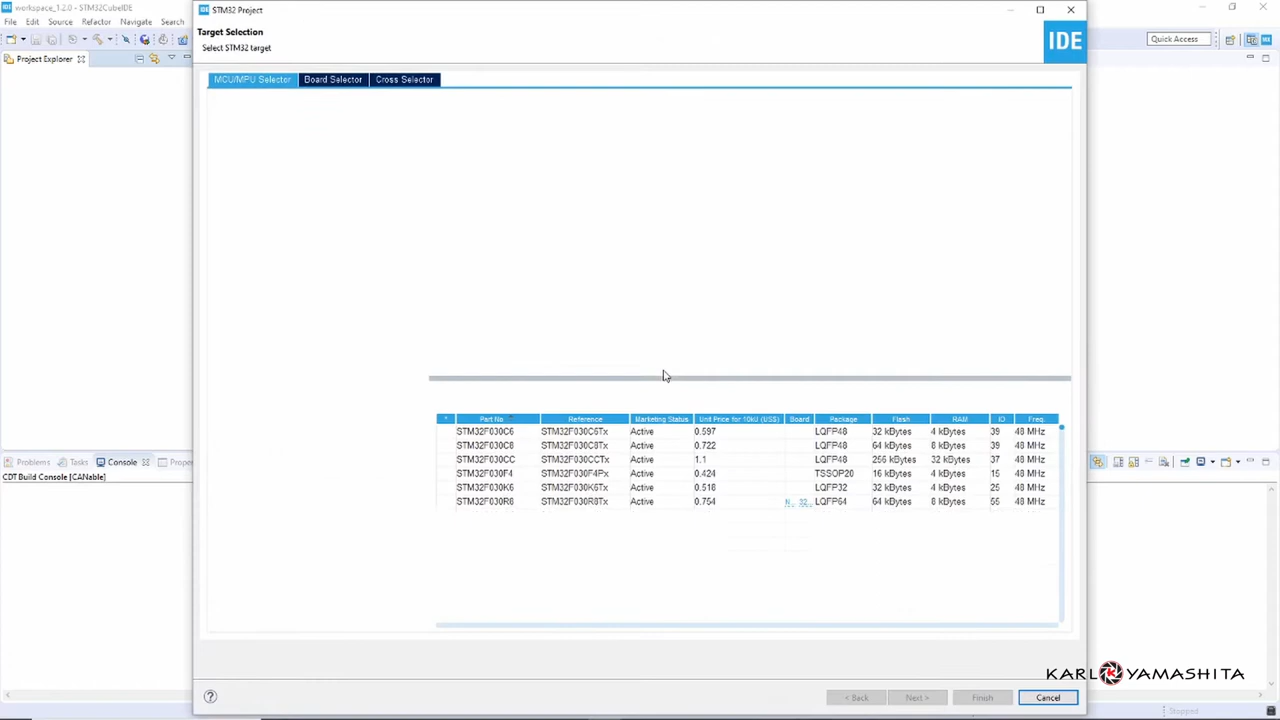 workspace_1.2.0 - STM32CubeIDE
File Edit Source Refactor Navigate Search
Quick Access
Project Explorer
STM32 Project
Target Selection
Select STM32 target
IDE
MCU/MPU Selector Board Selector Cross Selector
* Part No Reference Marketing Status Unit Price for 10kU (US$) Board Package Flash RAM IO Freq.
STM32F030C6 STM32F030C6Tx Active 0.597 LQFP48 32 kBytes 4 kBytes 39 48 MHz
STM32F030C8 STM32F030C8Tx Active 0.722 LQFP48 64 kBytes 8 kBytes 39 48 MHz
STM32F030CC STM32F030CCTx Active 1.1 LQFP48 256 kBytes 32 kBytes 37 48 MHz
STM32F030F4 STM32F030F4Px Active 0.424 TSSOP20 16 kBytes 4 kBytes 15 48 MHz
STM32F030K6 STM32F030K6Tx Active 0.516 LQFP32 32 kBytes 4 kBytes 25 48 MHz
STM32F030R8 STM32F030R8Tx Active 0.754 N... 32... LQFP64 64 kBytes 8 kBytes 55 48 MHz
Problems Tasks Console Prope
CDT Build Console [CANable]
KARL YAMASHITA
? < Back Next > Finish Cancel
Stopped